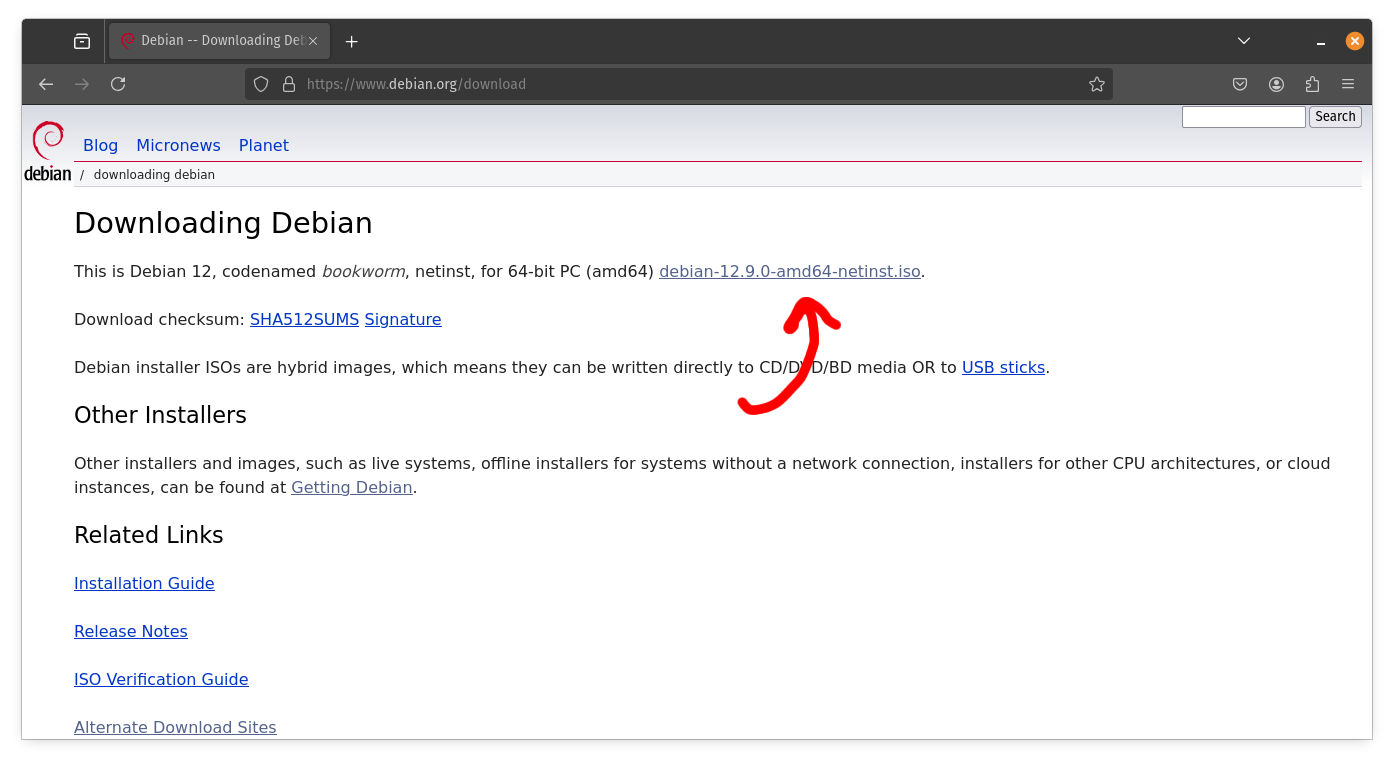 Debian -- Downloading Deb
https://www.debian.org/download
Search
Blog Micronews Planet
debian / downloading debian
Downloading Debian
This is Debian 12, codenamed bookworm, netinst, for 64-bit PC (amd64) debian-12.9.0-amd64-netinst.iso.
Download checksum: SHA512SUMS Signature
Debian installer ISOs are hybrid images, which means they can be written directly to CD/DVD/BD media OR to USB sticks.
Other Installers
Other installers and images, such as live systems, offline installers for systems without a network connection, installers for other CPU architectures, or cloud
instances, can be found at Getting Debian.
Related Links
Installation Guide
Release Notes
ISO Verification Guide
Alternate Download Sites